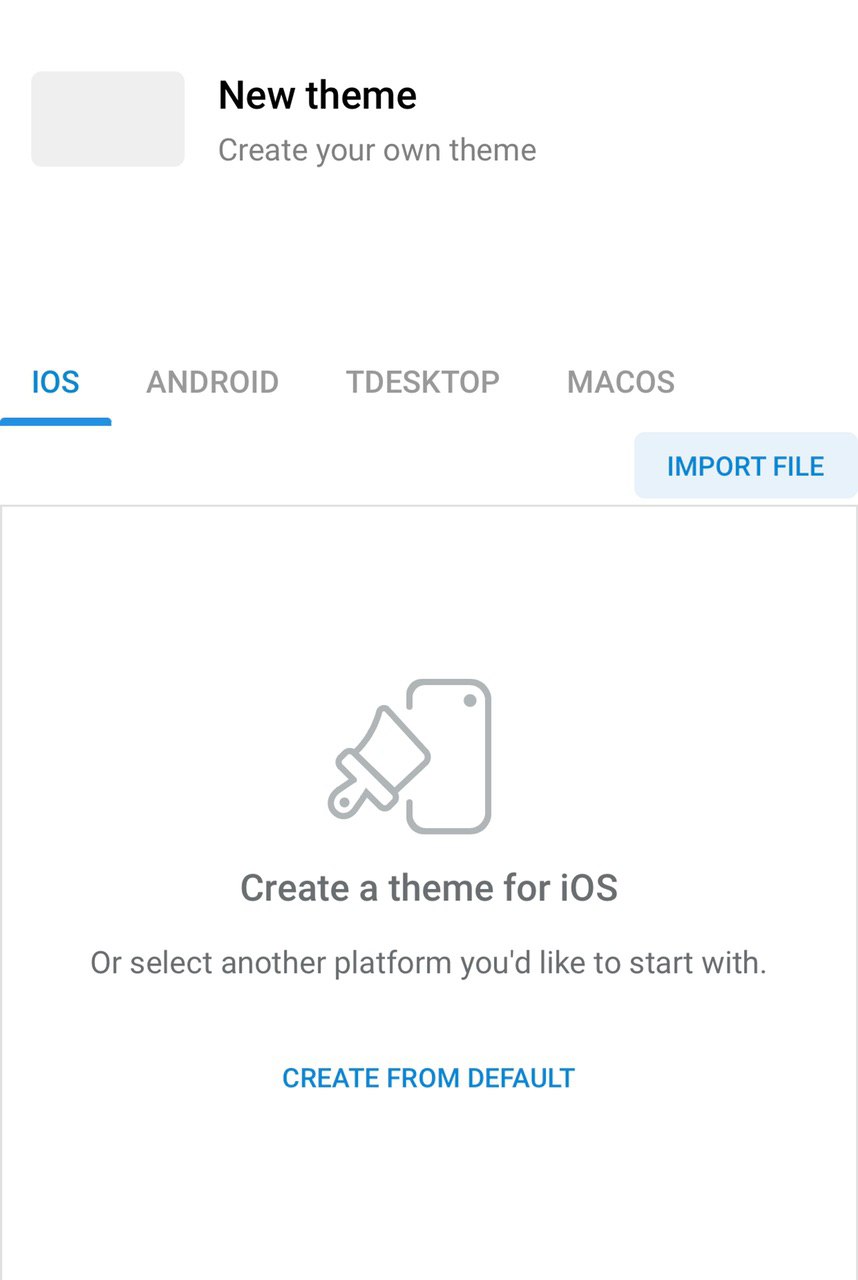 New theme
Create your own theme
IOS ANDROID TDESKTOP MACOS
IMPORT FILE
Create a theme for iOS
Or select another platform you'd like to start with.
CREATE FROM DEFAULT